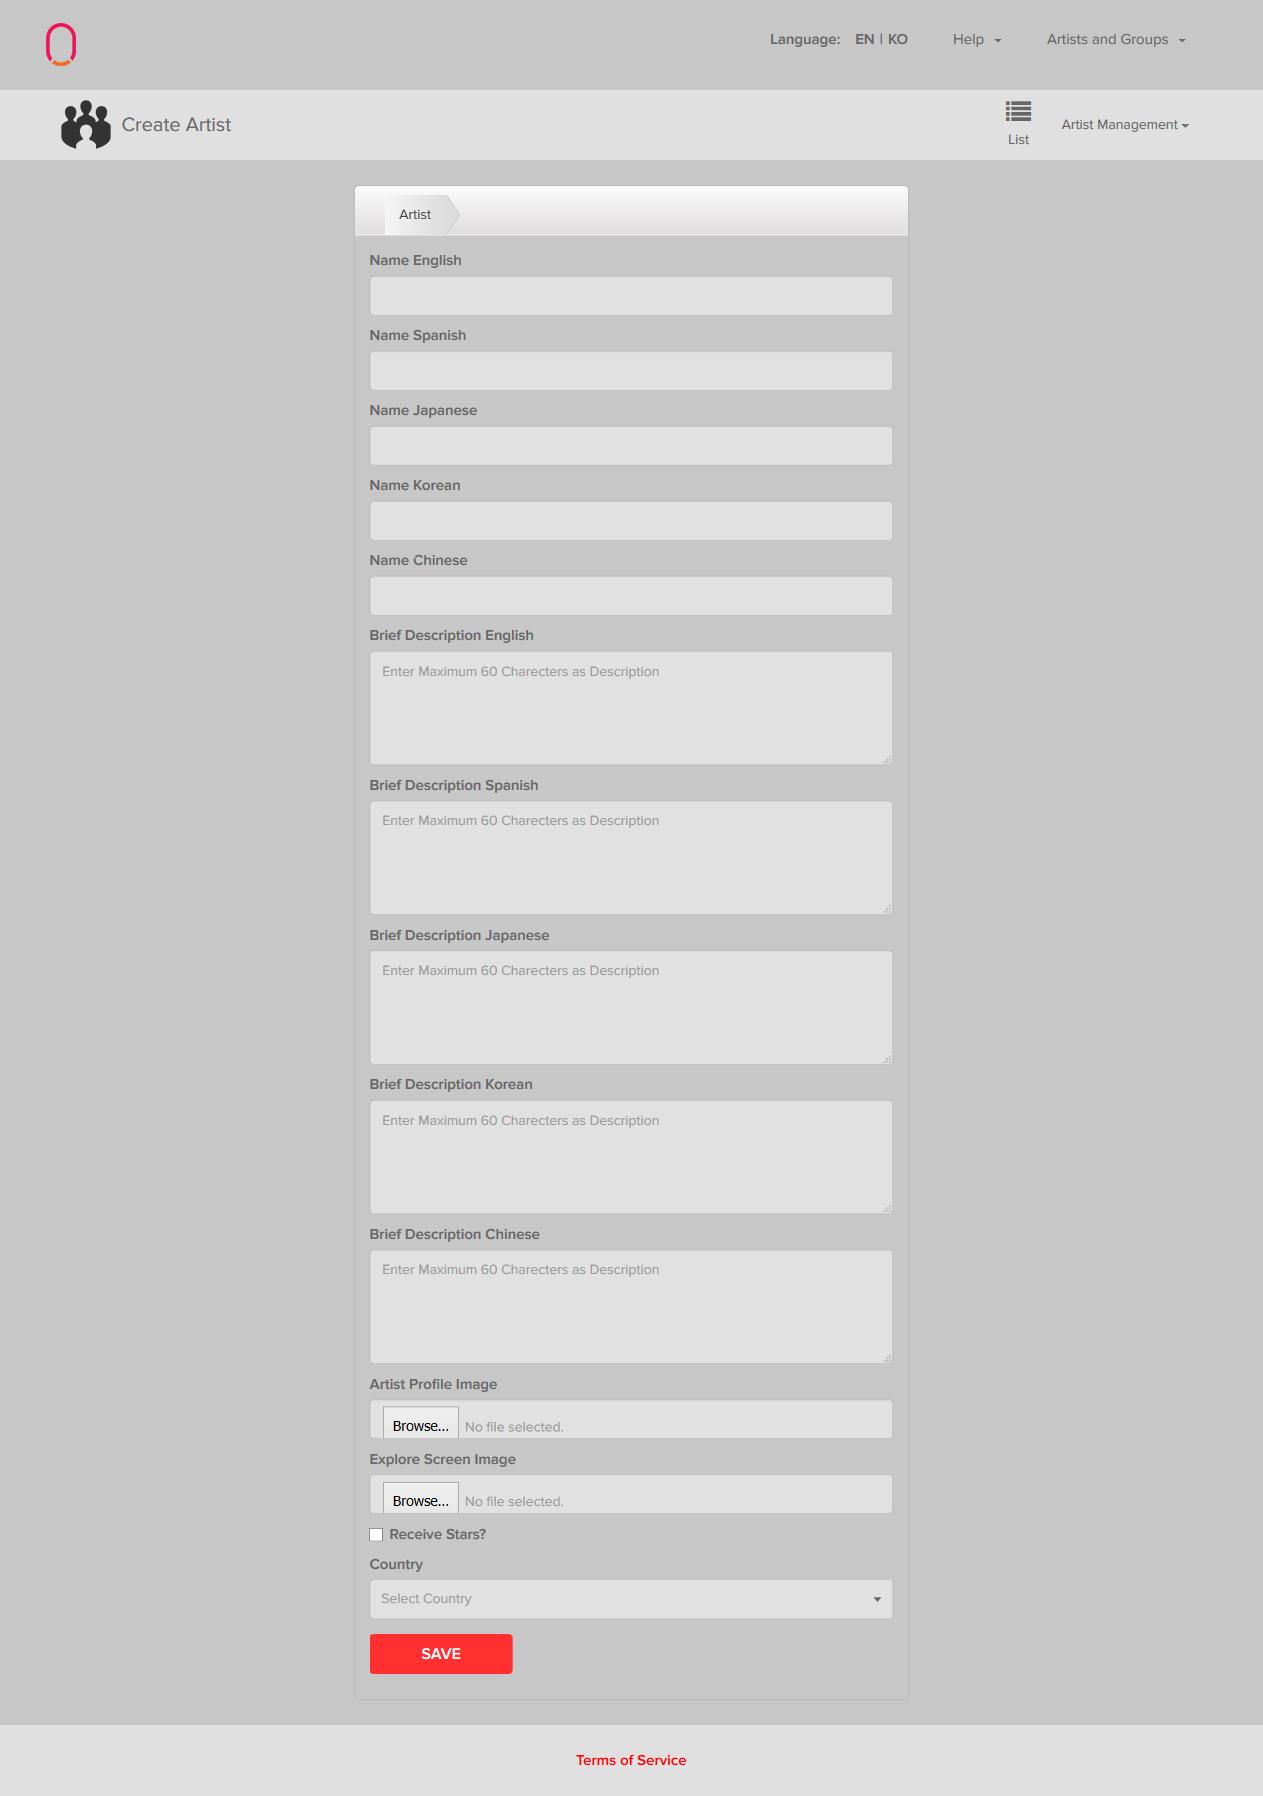 Language: EN | KO Help Artists and Groups
Create Artist
List
Artist Management
Artist
Name English
Name Spanish
Name Japanese
Name Korean
Name Chinese
Brief Description English
Enter Maximum 60 Charecters as Description
Brief Description Spanish
Enter Maximum 60 Charecters as Description
Brief Description Japanese
Enter Maximum 60 Charecters as Description
Brief Description Korean
Enter Maximum 60 Charecters as Description
Brief Description Chinese
Enter Maximum 60 Charecters as Description
Artist Profile Image
Browse... No file selected.
Explore Screen Image
Browse... No file selected.
Receive Stars?
Country
Select Country
SAVE
Terms of Service